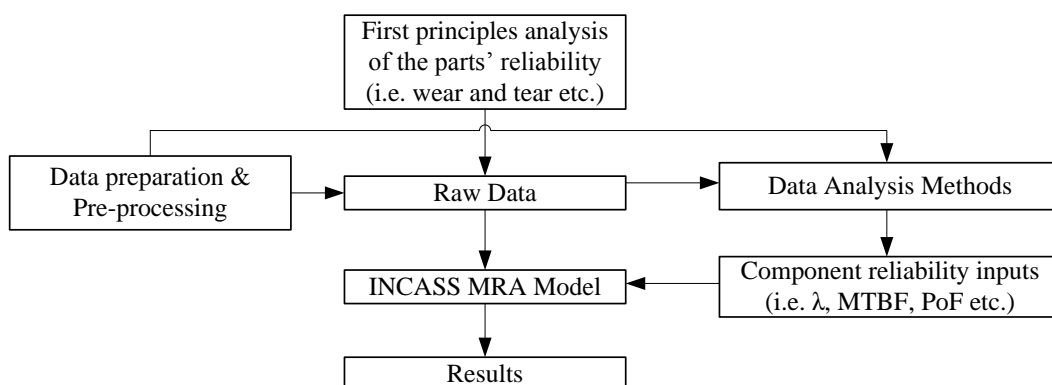 First principles analysis
of the parts’ reliability
(i.e. wear and tear etc.)
Data preparation &
Pre-processing
Raw Data
Data Analysis Methods
INCASS MRA Model
Component reliability inputs
(i.e. λ, MTBF, PoF etc.)
Results